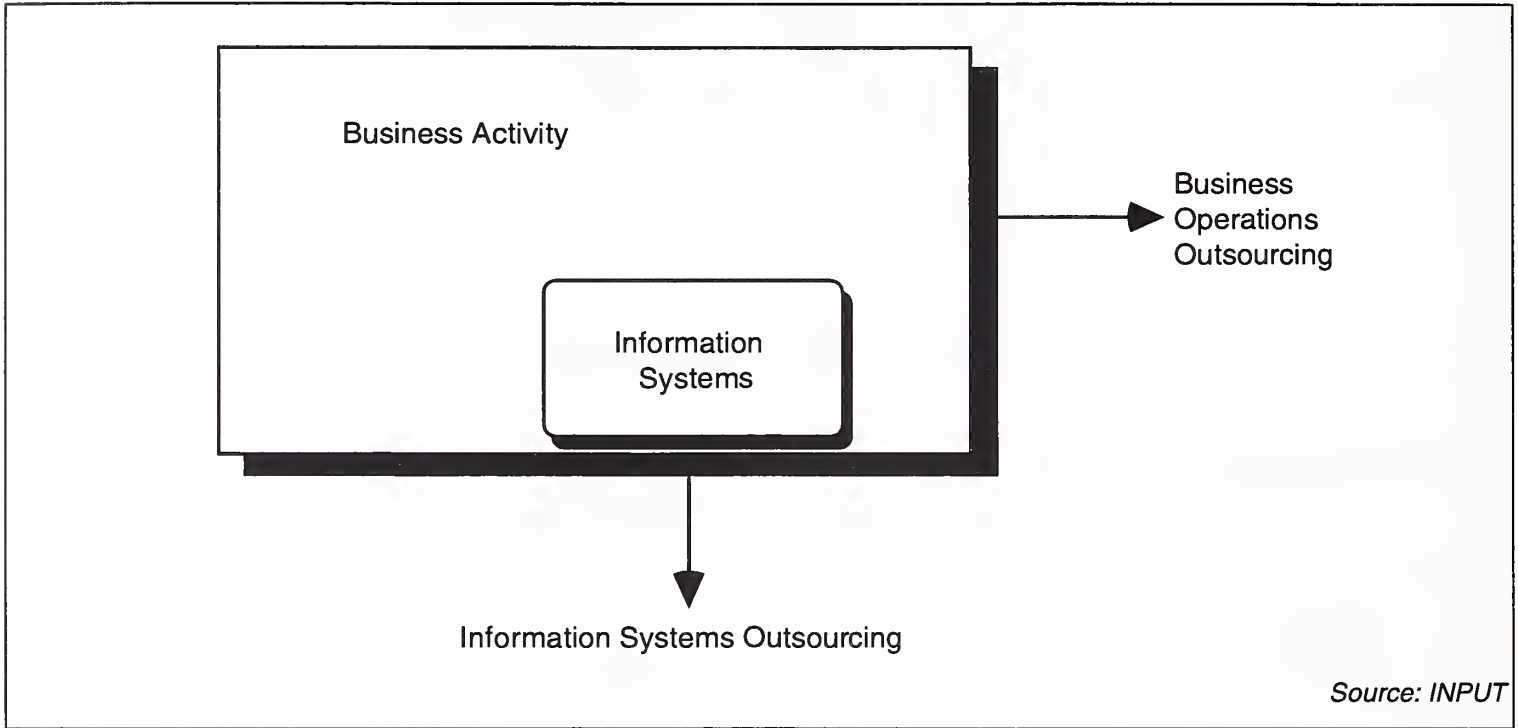 Business Activity
Business
Operations
Outsourcing
Information
Systems
Information Systems Outsourcing
Source: INPUT